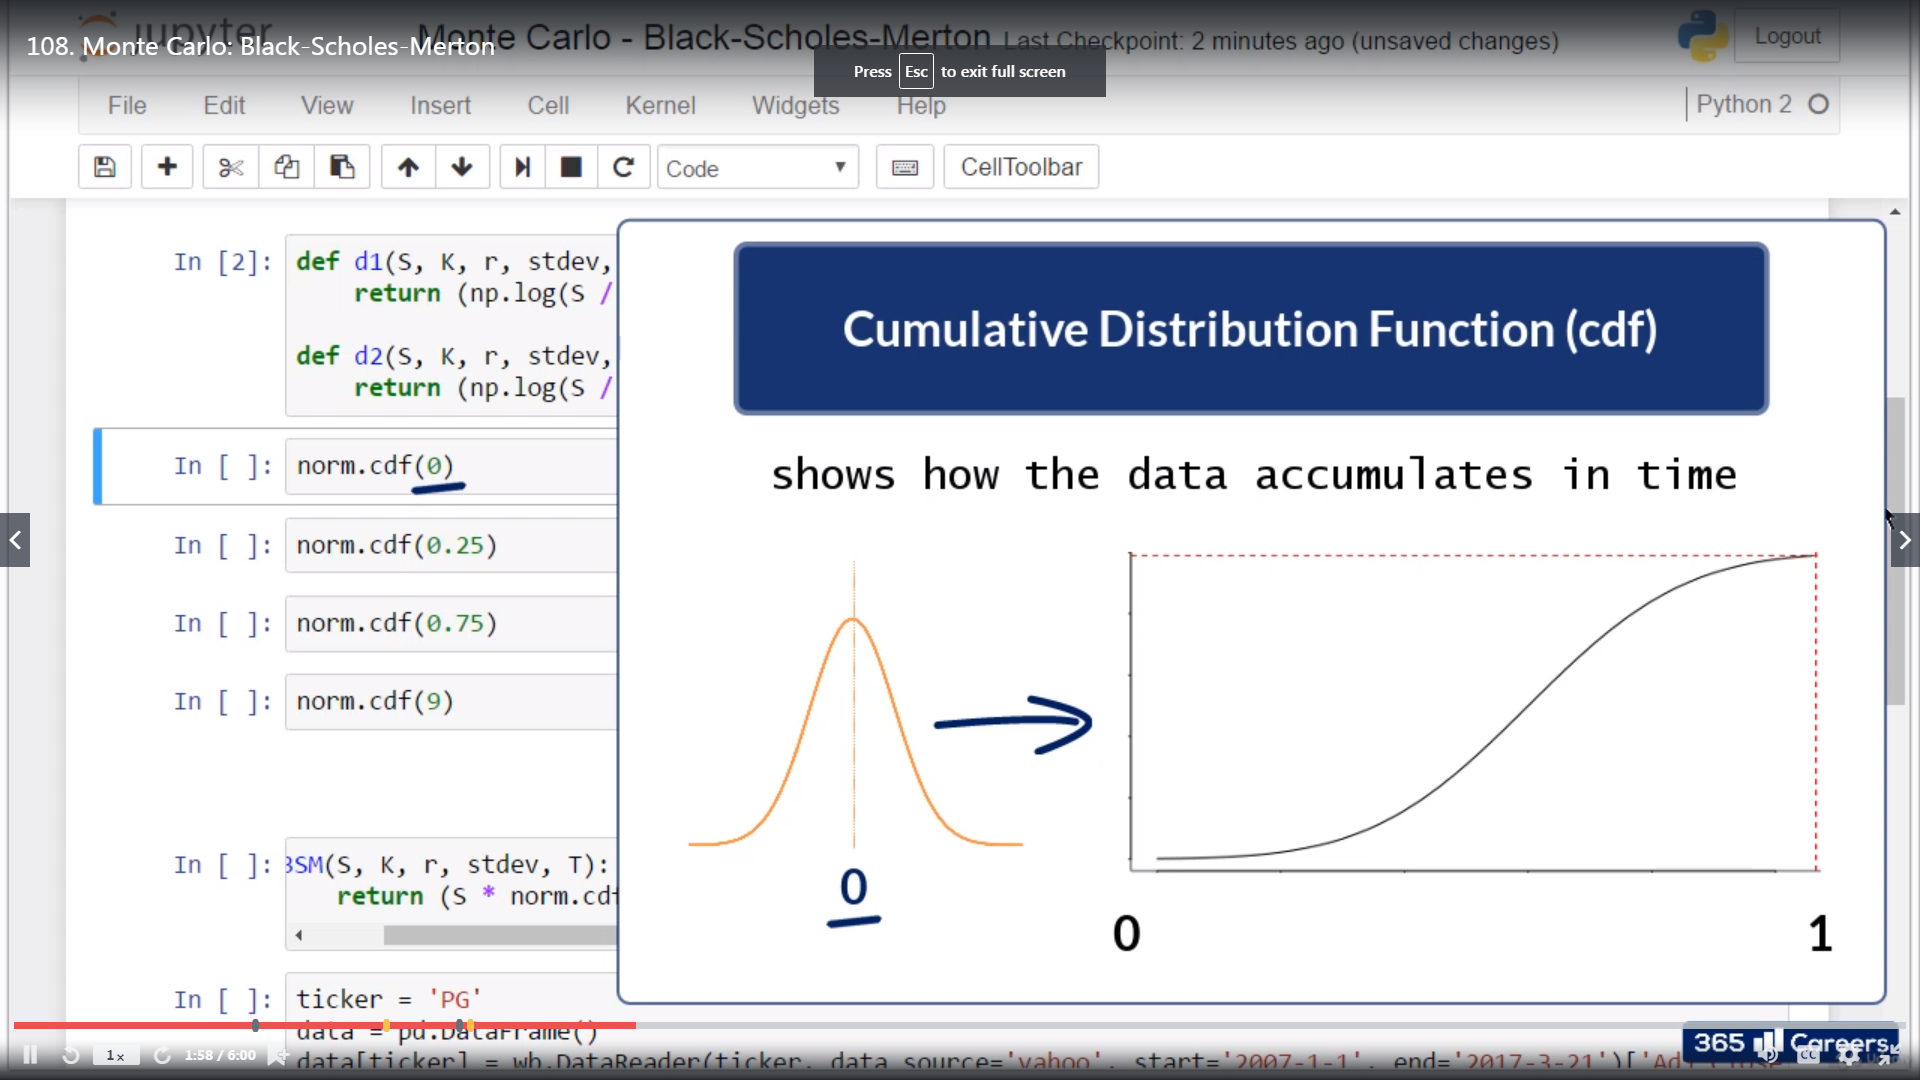 108. Monte Carlo: Black-Scholes-Merton
jupyter Monte Carlo - Black-Scholes-Merton Last Checkpoint: 2 minutes ago (unsaved changes) Logout
Press Esc to exit full screen
File Edit View Insert Cell Kernel Widgets Help Python 2
Code CellToolbar
In [2]: def d1(S, K, r, stdev,
return (np.log(S /
def d2(S, K, r, stdev,
return (np.log(S /
In [ ]: norm.cdf(0)
In [ ]: norm.cdf(0.25)
In [ ]: norm.cdf(0.75)
In [ ]: norm.cdf(9)
In [ ]: BSM(S, K, r, stdev, T):
return (S * norm.cdf
In [ ]: ticker = 'PG'
data = pd.DataFrame()
data[ticker] = wb.DataReader(ticker, data_source='yahoo', start='2007-1-1', end='2017-3-21')['Adj
Cumulative Distribution Function (cdf)
shows how the data accumulates in time
0
0 1
1x 1:58 / 6:00
365 Careers
CC